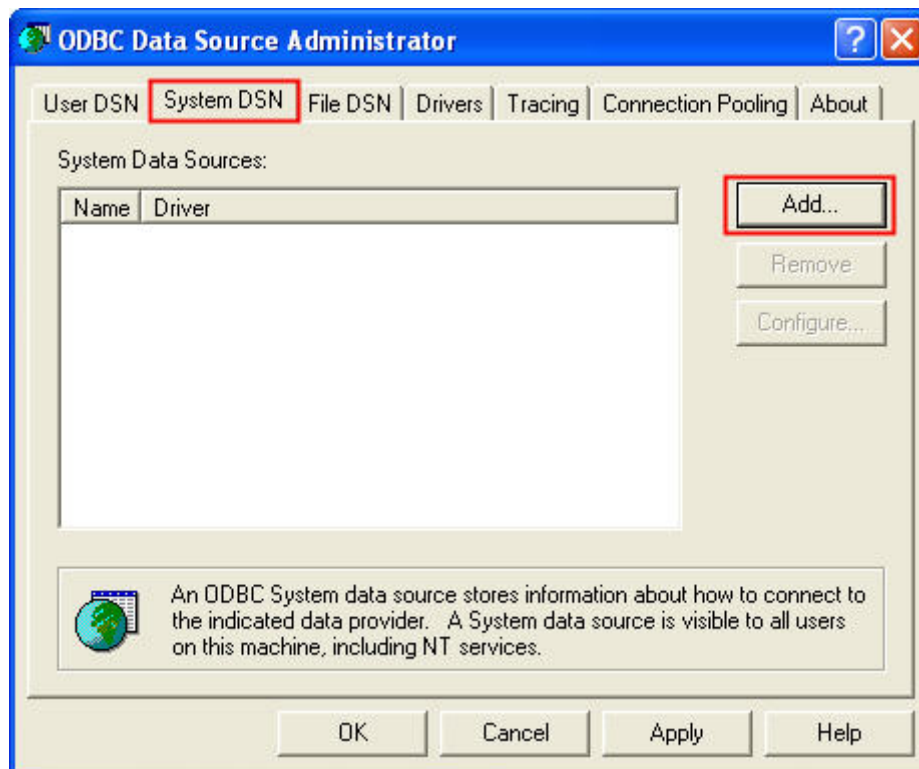 ODBC Data Source Administrator
User DSN System DSN File DSN Drivers Tracing Connection Pooling About
System Data Sources:
Name Driver
Add...
Remove
Configure...
An ODBC System data source stores information about how to connect to
the indicated data provider. A System data source is visible to all users
on this machine, including NT services.
OK Cancel Apply Help